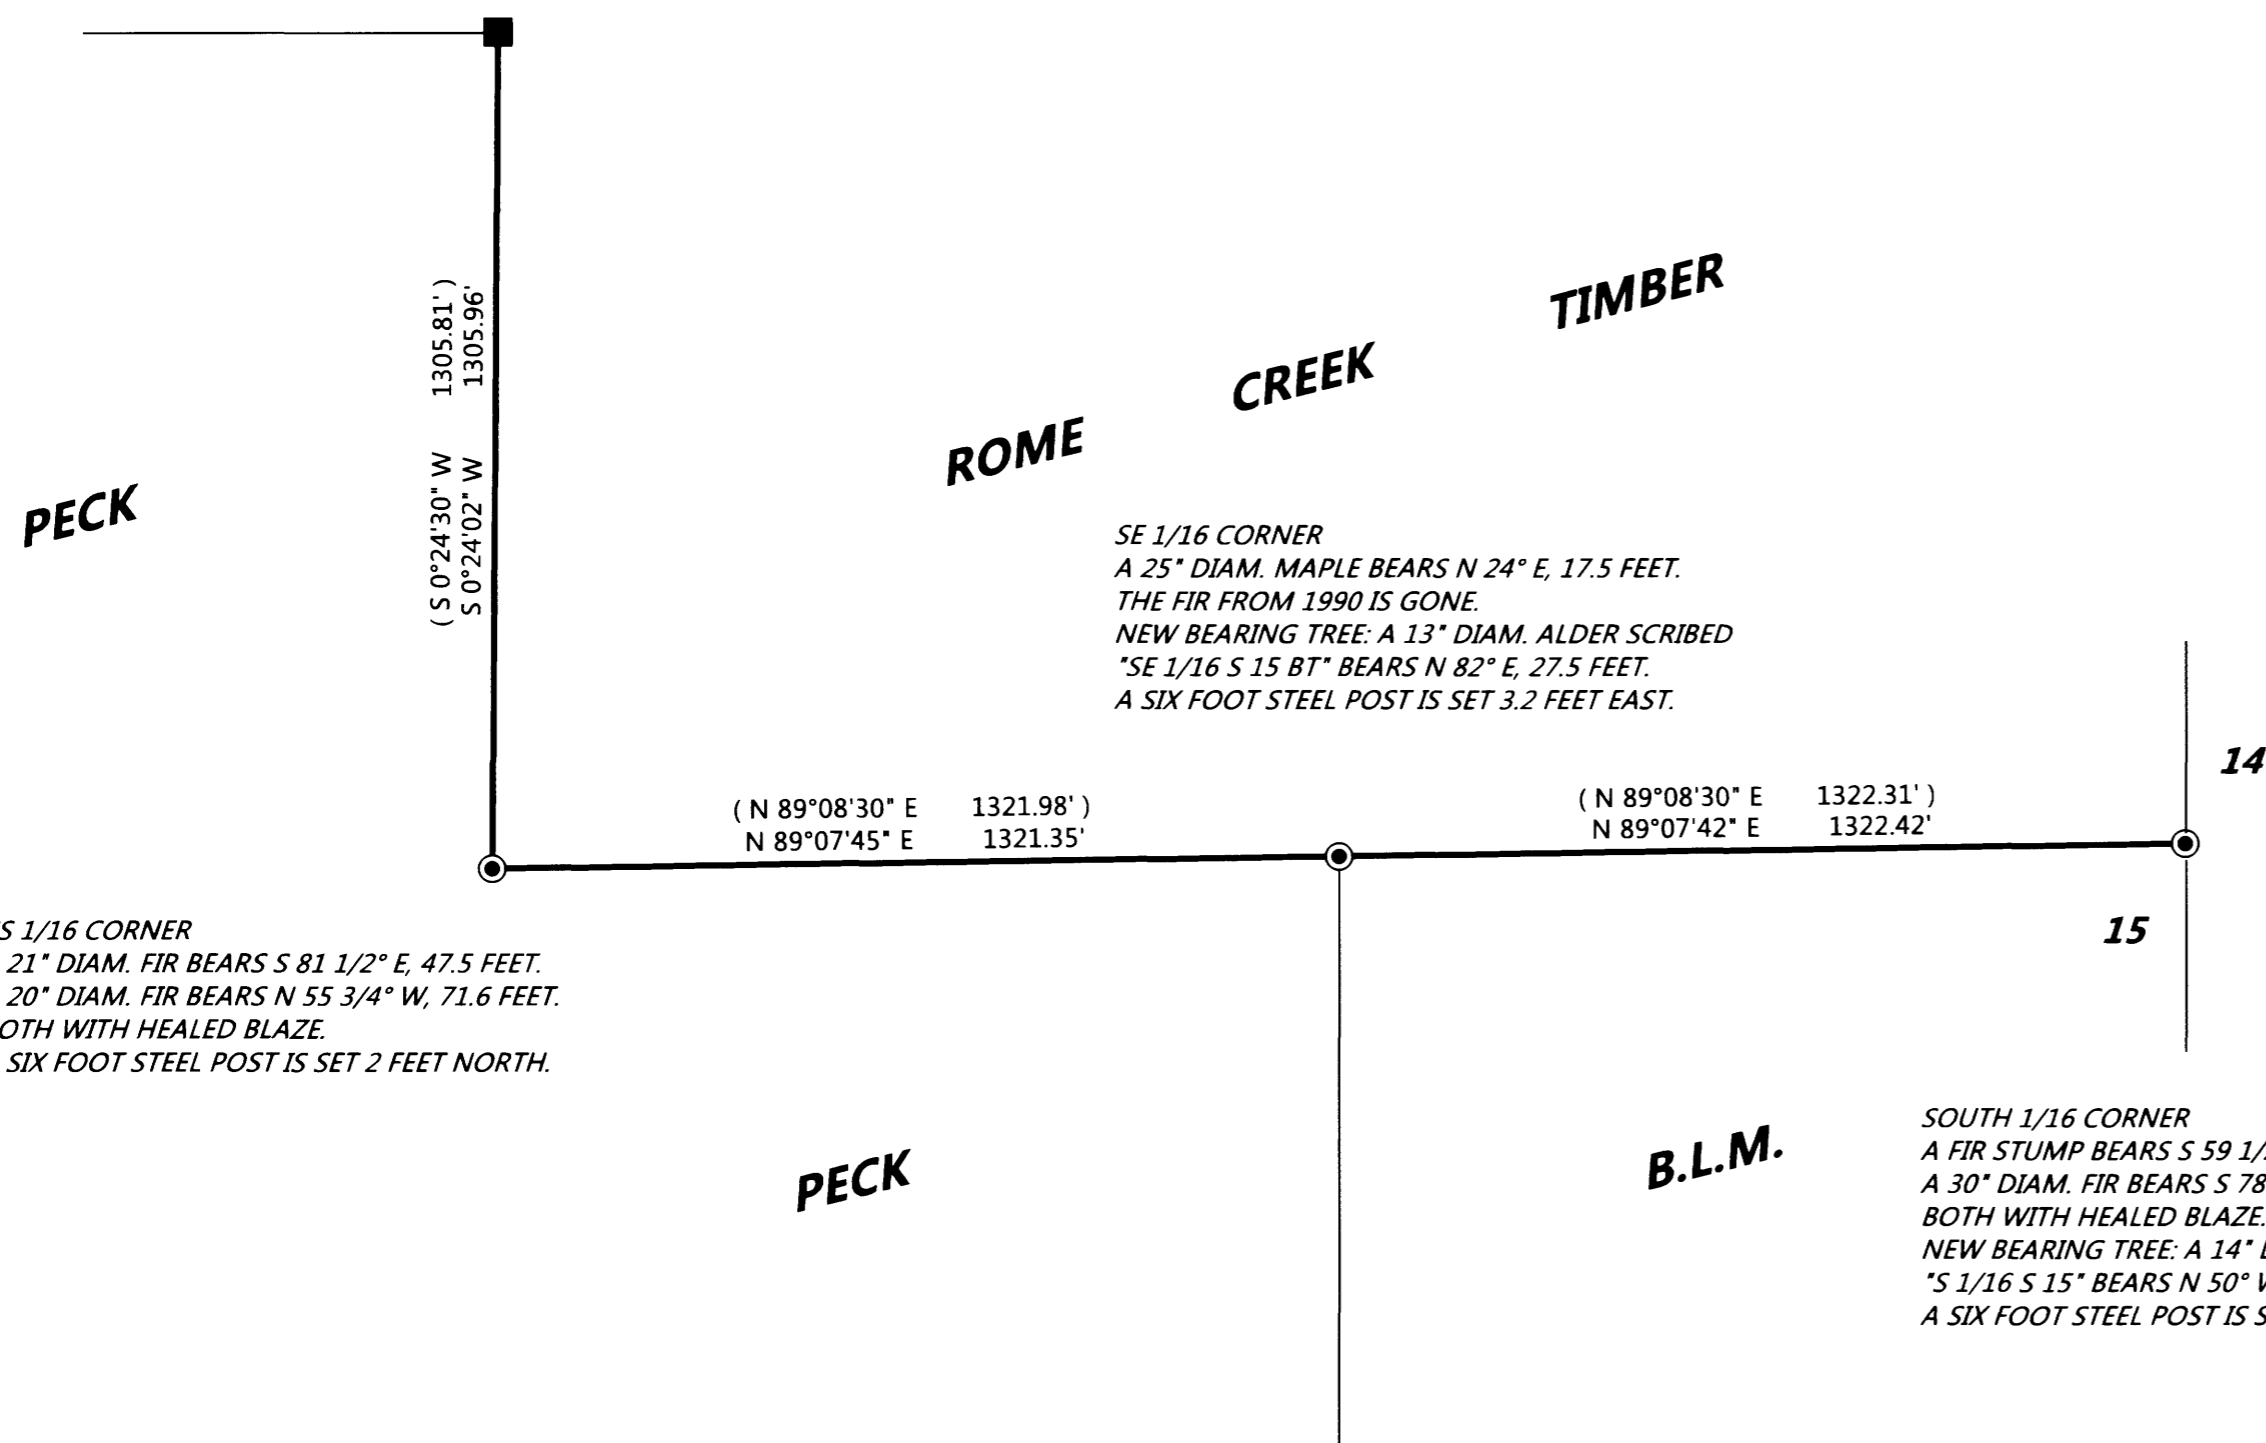 ( S 0°24'30" W 1305.81' )
S 0°24'02" W 1305.96'
TIMBER
CREEK
ROME
PECK
SE 1/16 CORNER
A 25" DIAM. MAPLE BEARS N 24° E, 17.5 FEET.
THE FIR FROM 1990 IS GONE.
NEW BEARING TREE: A 13" DIAM. ALDER SCRIBED
"SE 1/16 S 15 BT" BEARS N 82° E, 27.5 FEET.
A SIX FOOT STEEL POST IS SET 3.2 FEET EAST.
14
( N 89°08'30" E 1321.98' )
N 89°07'45" E 1321.35'
( N 89°08'30" E 1322.31' )
N 89°07'42" E 1322.42'
15
S 1/16 CORNER
21" DIAM. FIR BEARS S 81 1/2° E, 47.5 FEET.
20" DIAM. FIR BEARS N 55 3/4° W, 71.6 FEET.
OTH WITH HEALED BLAZE.
SIX FOOT STEEL POST IS SET 2 FEET NORTH.
PECK
B.L.M.
SOUTH 1/16 CORNER
A FIR STUMP BEARS S 59 1/
A 30" DIAM. FIR BEARS S 78
BOTH WITH HEALED BLAZE.
NEW BEARING TREE: A 14"
"S 1/16 S 15" BEARS N 50°
A SIX FOOT STEEL POST IS